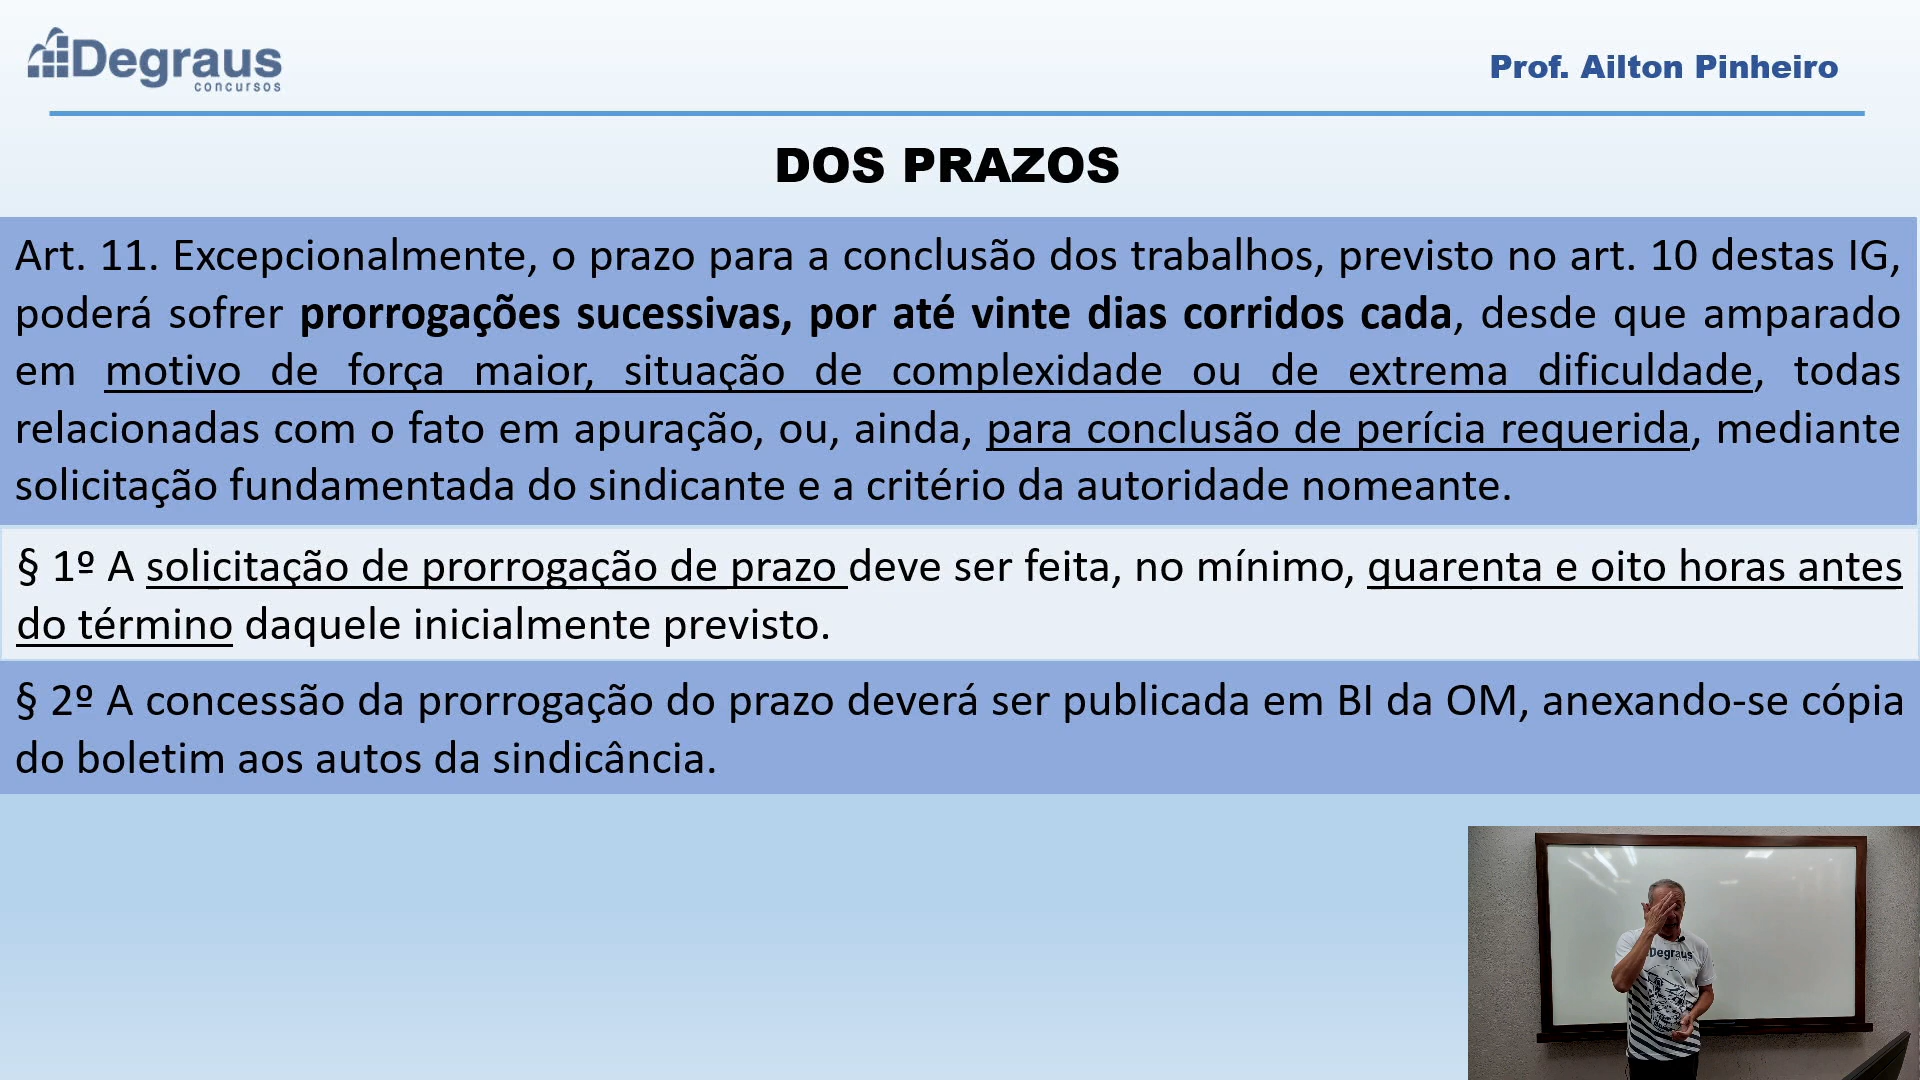 Degraus
concursos
Prof. Ailton Pinheiro
DOS PRAZOS
Art. 11. Excepcionalmente, o prazo para a conclusão dos trabalhos, previsto no art. 10 destas IG,
poderá sofrer prorrogações sucessivas, por até vinte dias corridos cada, desde que amparado
em motivo de força maior, situação de complexidade ou de extrema dificuldade, todas
relacionadas com o fato em apuração, ou, ainda, para conclusão de perícia requerida, mediante
solicitação fundamentada do sindicante e a critério da autoridade nomeante.
§ 1º A solicitação de prorrogação de prazo deve ser feita, no mínimo, quarenta e oito horas antes
do término daquele inicialmente previsto.
§ 2º A concessão da prorrogação do prazo deverá ser publicada em BI da OM, anexando-se cópia
do boletim aos autos da sindicância.
Degraus